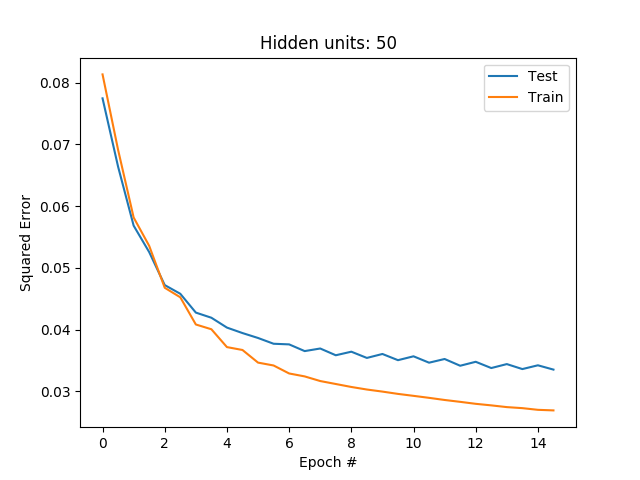 Hidden units: 50
Test
Train
0.08
0.07
0.06
0.05
0.04
0.03
Squared Error
0 2 4 6 8 10 12 14
Epoch #